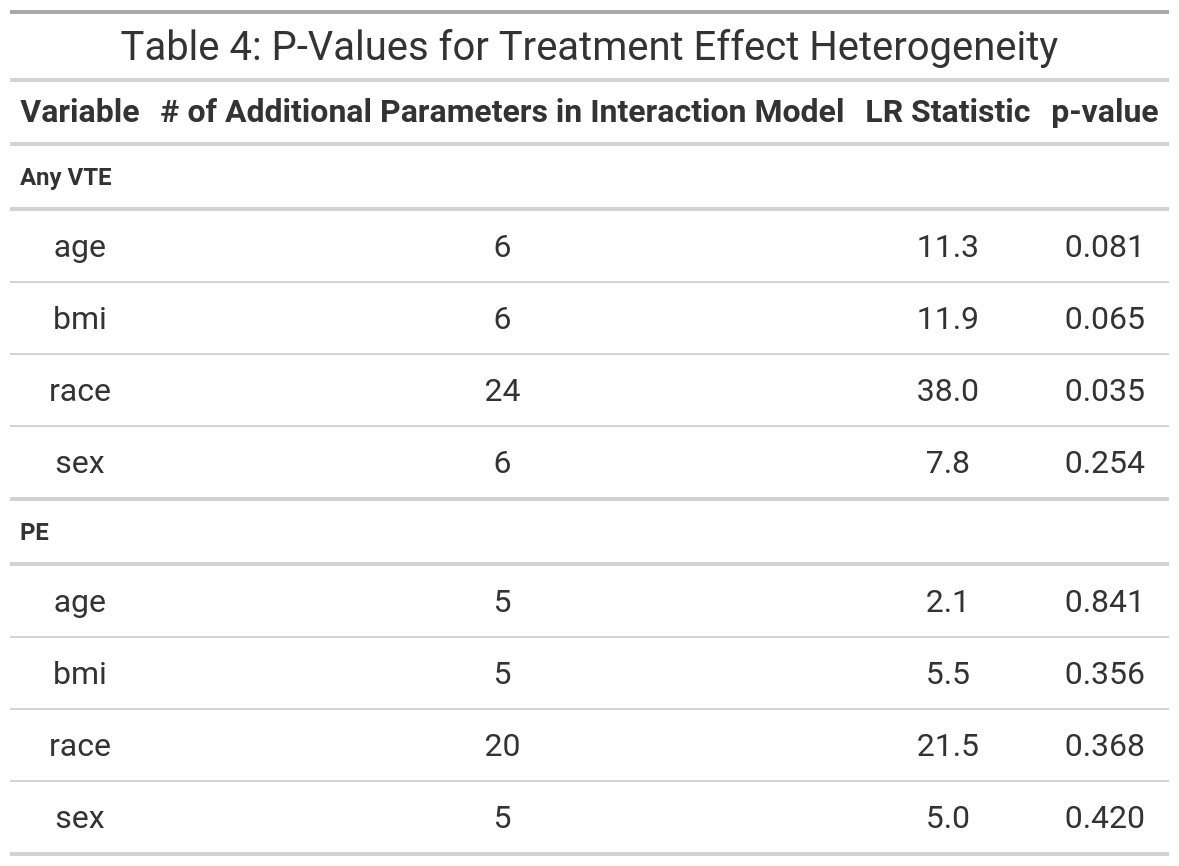 Table 4: P-Values for Treatment Effect Heterogeneity
Variable # of Additional Parameters in Interaction Model LR Statistic p-value
Any VTE
age 6 11.3 0.081
bmi 6 11.9 0.065
race 24 38.0 0.035
sex 6 7.8 0.254
PE
age 5 2.1 0.841
bmi 5 5.5 0.356
race 20 21.5 0.368
sex 5 5.0 0.420